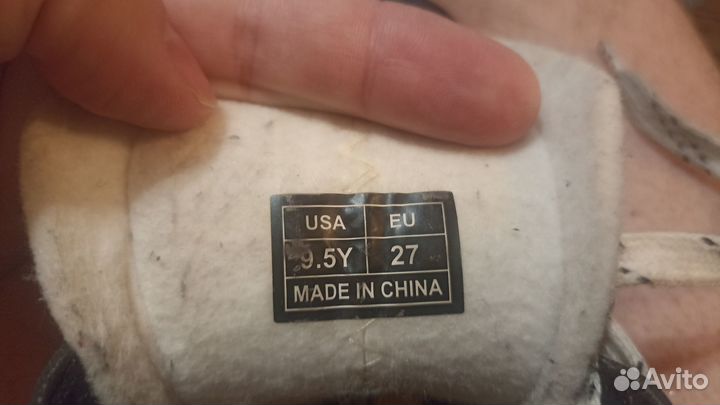 USA EU
9.5Y 27
MADE IN CHINA
Avito